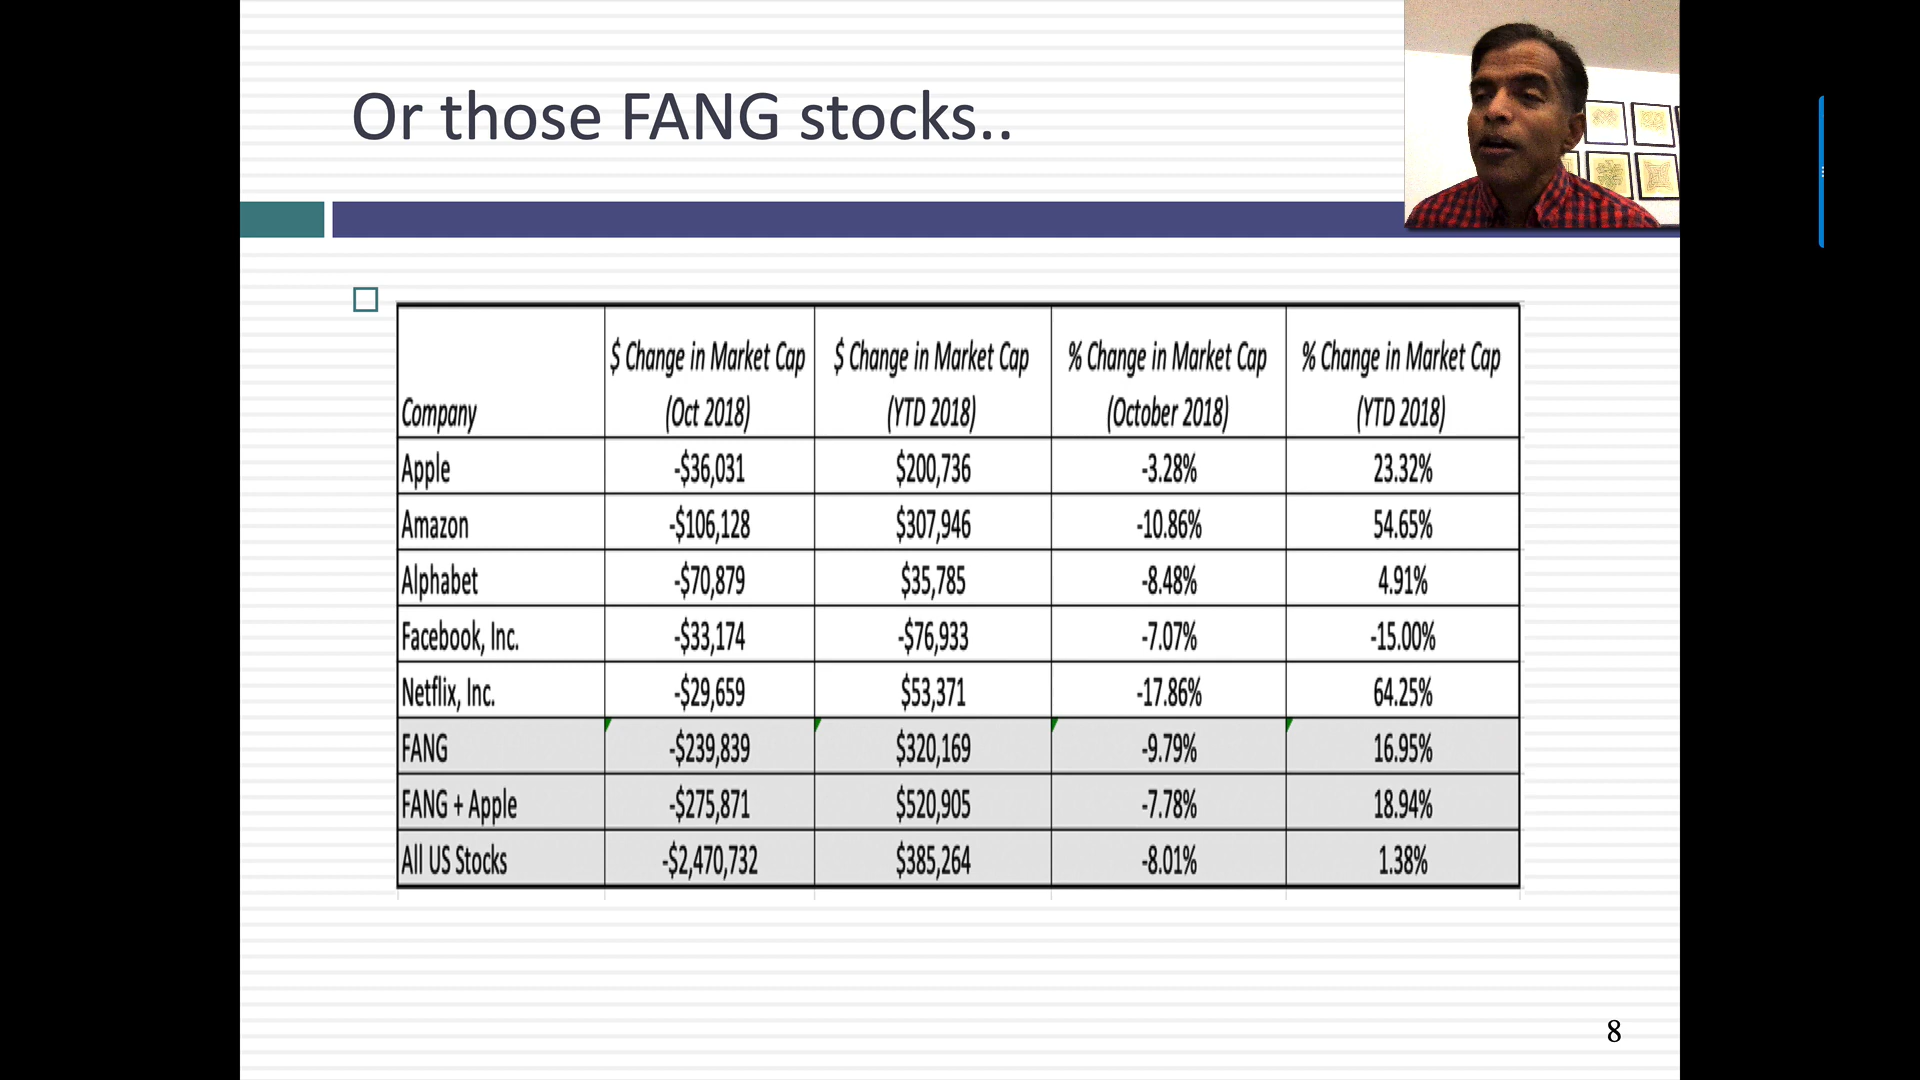 Or those FANG stocks..
Company | $ Change in Market Cap (Oct 2018) | $ Change in Market Cap (YTD 2018) | % Change in Market Cap (October 2018) | % Change in Market Cap (YTD 2018)
Apple | -$36,031 | $200,736 | -3.28% | 23.32%
Amazon | -$106,128 | $307,946 | -10.86% | 54.65%
Alphabet | -$70,879 | $35,785 | -8.48% | 4.91%
Facebook, Inc. | -$33,174 | -$76,933 | -7.07% | -15.00%
Netflix, Inc. | -$29,659 | $53,371 | -17.86% | 64.25%
FANG | -$239,839 | $320,169 | -9.79% | 16.95%
FANG + Apple | -$275,871 | $520,905 | -7.78% | 18.94%
All US Stocks | -$2,470,732 | $385,264 | -8.01% | 1.38%
8